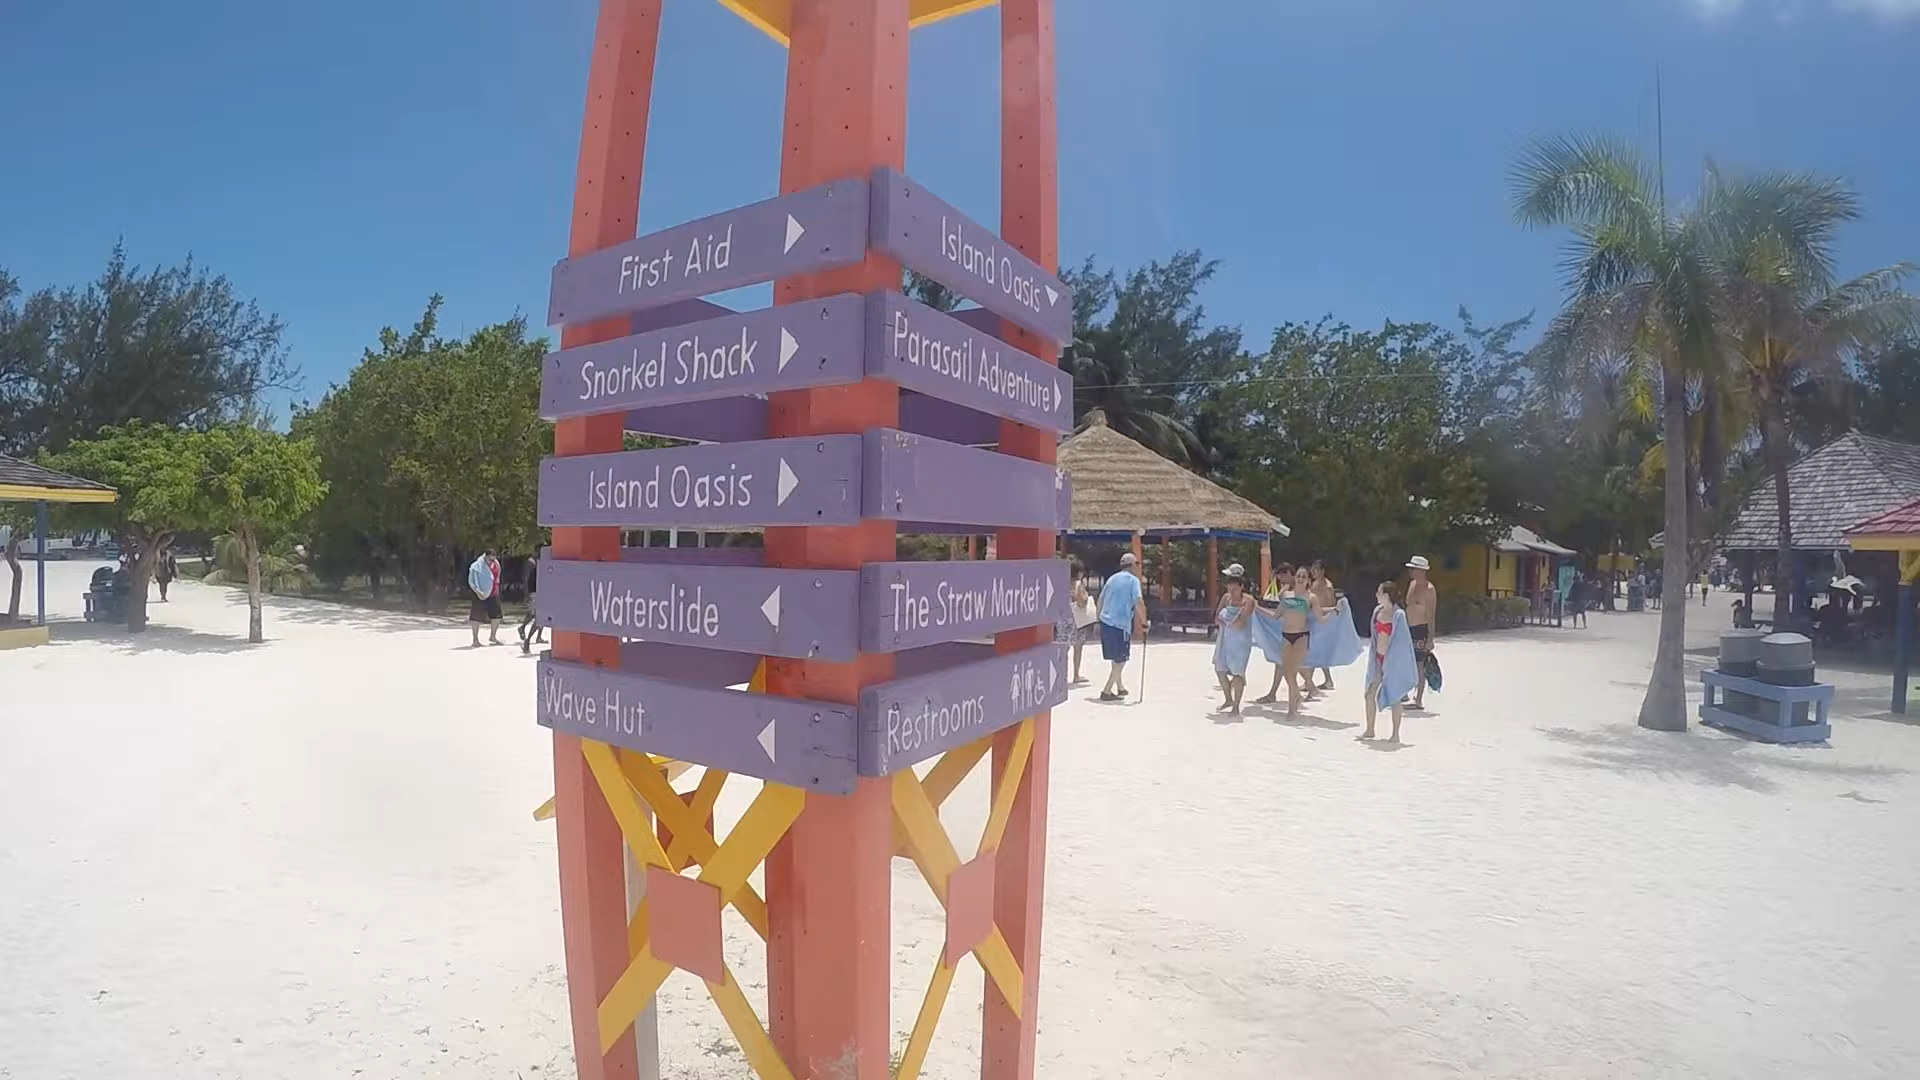 First Aid
Snorkel Shack
Island Oasis
Waterslide
Wave Hut
Island Oasis
Parasail Adventure
The Straw Market
Restrooms